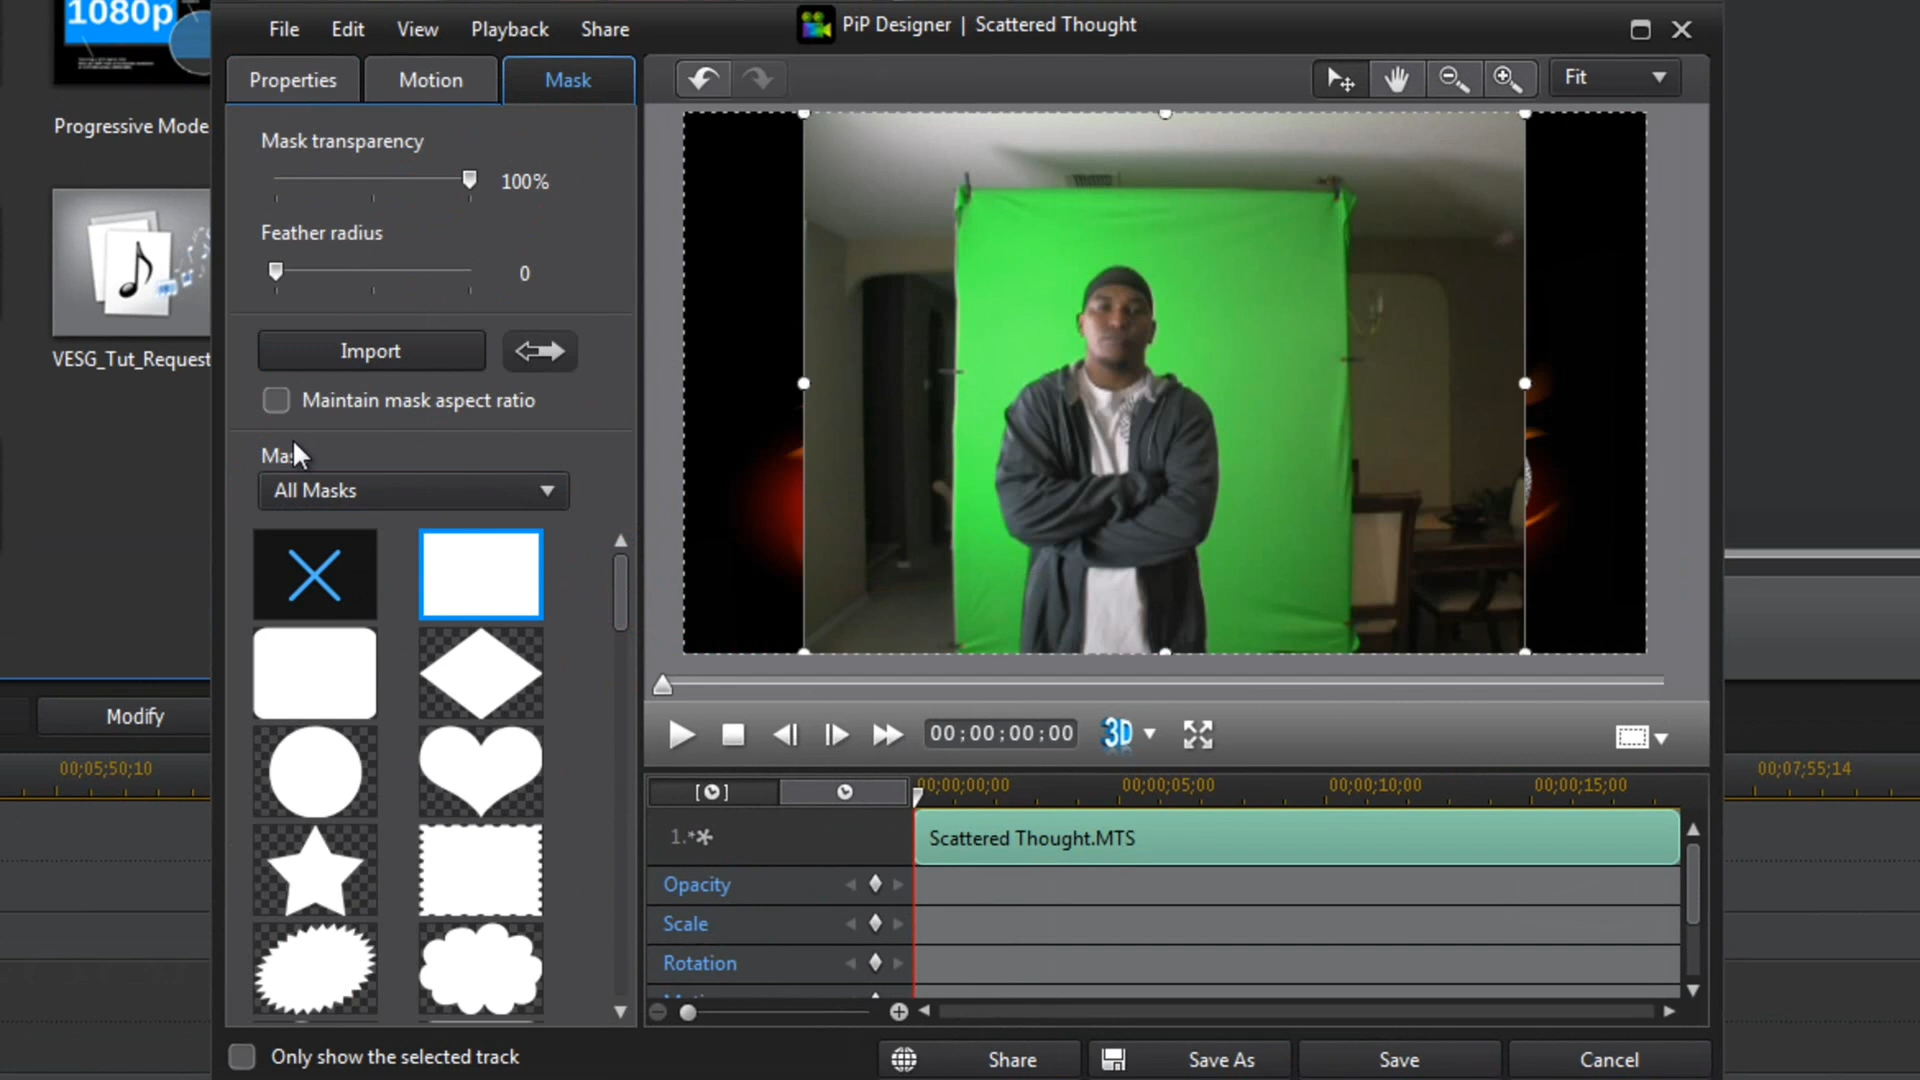 1080p
File Edit View Playback Share
PiP Designer | Scattered Thought
Properties Motion Mask
Fit
Progressive Mode
Mask transparency
100%
Feather radius
0
Import
VESG_Tut_Request
Maintain mask aspect ratio
All Masks
Modify
00;00;00;00
3D
00;05;50;10
00;07;55;14
00;00;00;00 00;00;05;00 00;00;10;00 00;00;15;00
1.
Scattered Thought.MTS
Opacity
Scale
Rotation
Only show the selected track
Share Save As Save Cancel